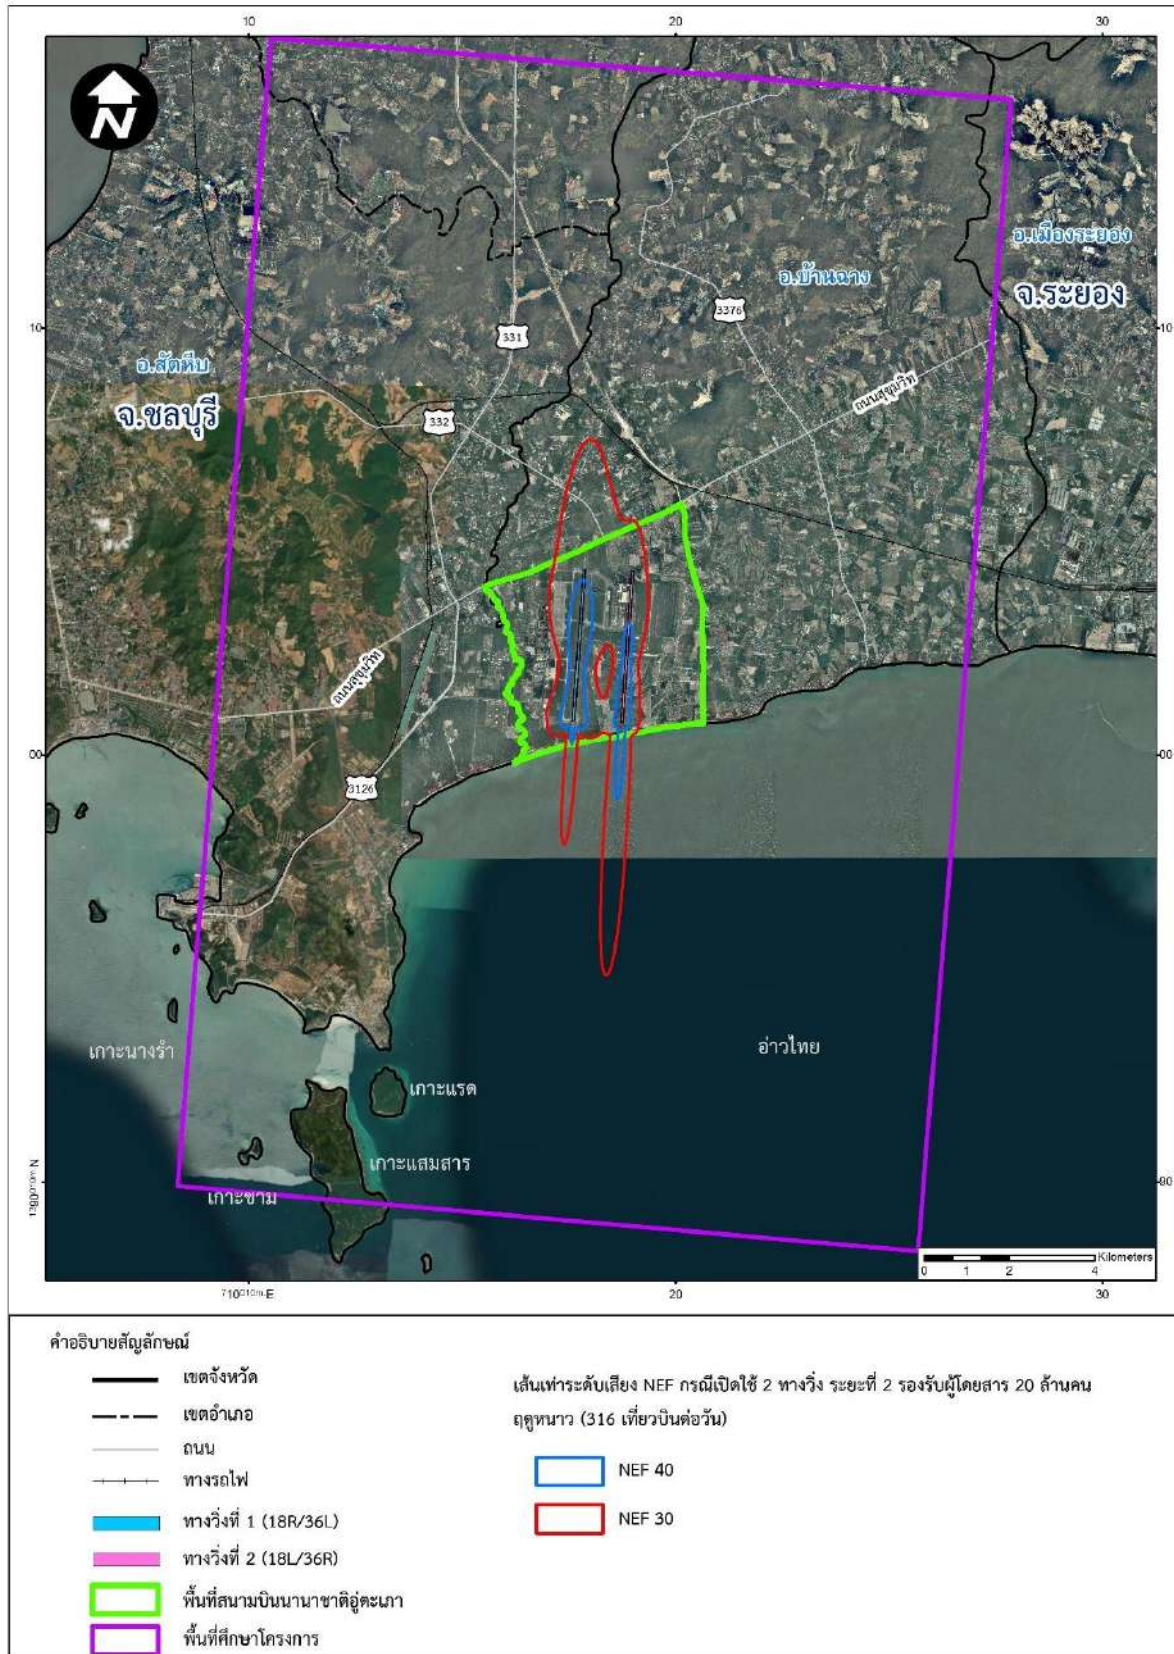 10
20
30
N
อ.เมืองระยอง
จ.ระยอง
อ.บ้านฉาง
3376
10
331
10
อ.สัตหีบ
จ.ชลบุรี
332
ถนนสุขุมวิท
ถนนสุขุมวิท
00
00
3126
อ่าวไทย
เกาะนางรำ
เกาะแรด
เกาะแสมสาร
เกาะขาม
90
Kilometers
0 1 2 4
20
30
คำอธิบายสัญลักษณ์
เขตจังหวัด
เขตอำเภอ
ถนน
ทางรถไฟ
ทางวิ่งที่ 1 (18R/36L)
ทางวิ่งที่ 2 (18L/36R)
พื้นที่สนามบินนานาชาติอู่ตะเภา
พื้นที่ศึกษาโครงการ
เส้นเท่าระดับเสียง NEF กรณีเปิดใช้ 2 ทางวิ่ง ระยะที่ 2 รองรับผู้โดยสาร 20 ล้านคน
ฤดูหนาว (316 เที่ยวบินต่อวัน)
NEF 40
NEF 30